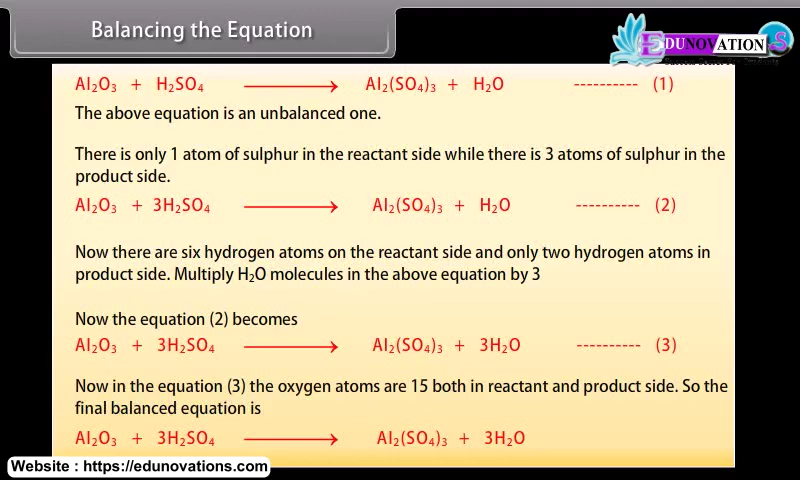 Balancing the Equation
EDUNOVATION.S
Al₂O₃ + H₂SO₄ ⟶ Al₂(SO₄)₃ + H₂O ---------- (1)
The above equation is an unbalanced one.
There is only 1 atom of sulphur in the reactant side while there is 3 atoms of sulphur in the
product side.
Al₂O₃ + 3H₂SO₄ ⟶ Al₂(SO₄)₃ + H₂O ---------- (2)
Now there are six hydrogen atoms on the reactant side and only two hydrogen atoms in
product side. Multiply H₂O molecules in the above equation by 3
Now the equation (2) becomes
Al₂O₃ + 3H₂SO₄ ⟶ Al₂(SO₄)₃ + 3H₂O ---------- (3)
Now in the equation (3) the oxygen atoms are 15 both in reactant and product side. So the
final balanced equation is
Al₂O₃ + 3H₂SO₄ ⟶ Al₂(SO₄)₃ + 3H₂O
Website : https://edunovations.com